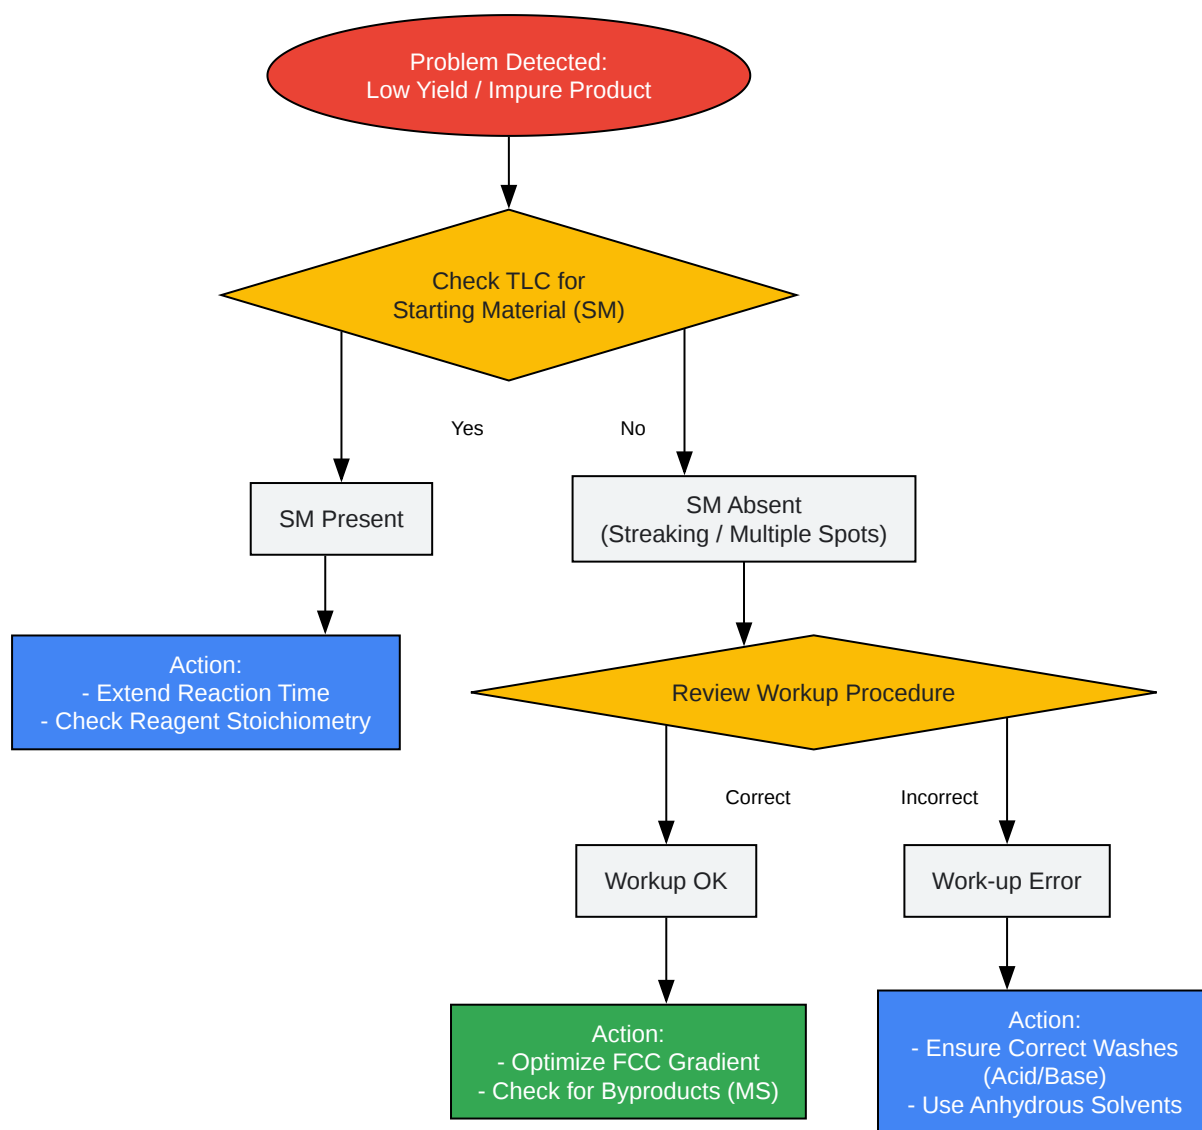 Problem Detected:
Low Yield / Impure Product
Check TLC for
Starting Material (SM)
Yes
No
SM Present
SM Absent
(Streaking / Multiple Spots)
Action:
- Extend Reaction Time
- Check Reagent Stoichiometry
Review Workup Procedure
Correct
Incorrect
Workup OK
Work-up Error
Action:
- Optimize FCC Gradient
- Check for Byproducts (MS)
Action:
- Ensure Correct Washes
(Acid/Base)
- Use Anhydrous Solvents